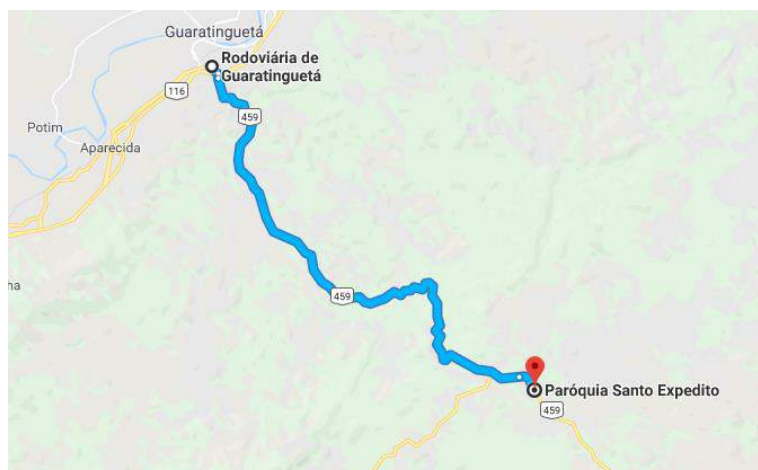 Guaratinguetá
Rodoviária de
Guaratinguetá
116
459
Potim
Aparecida
ha
459
Paróquia Santo Expedito
459